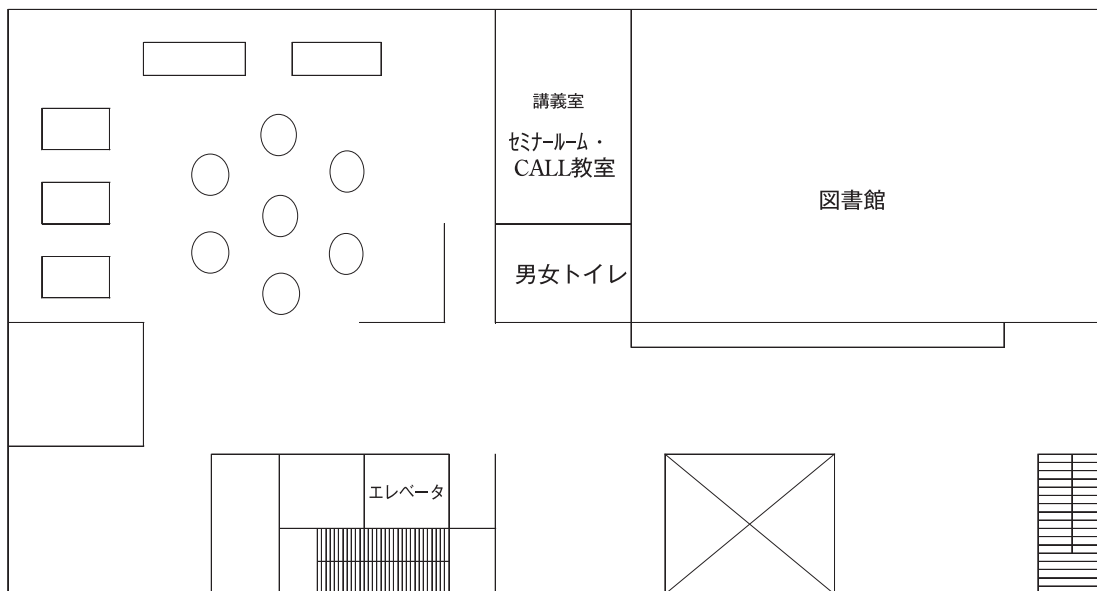 講義室
セミナールーム・
CALL教室
図書館
男女トイレ
エレベータ